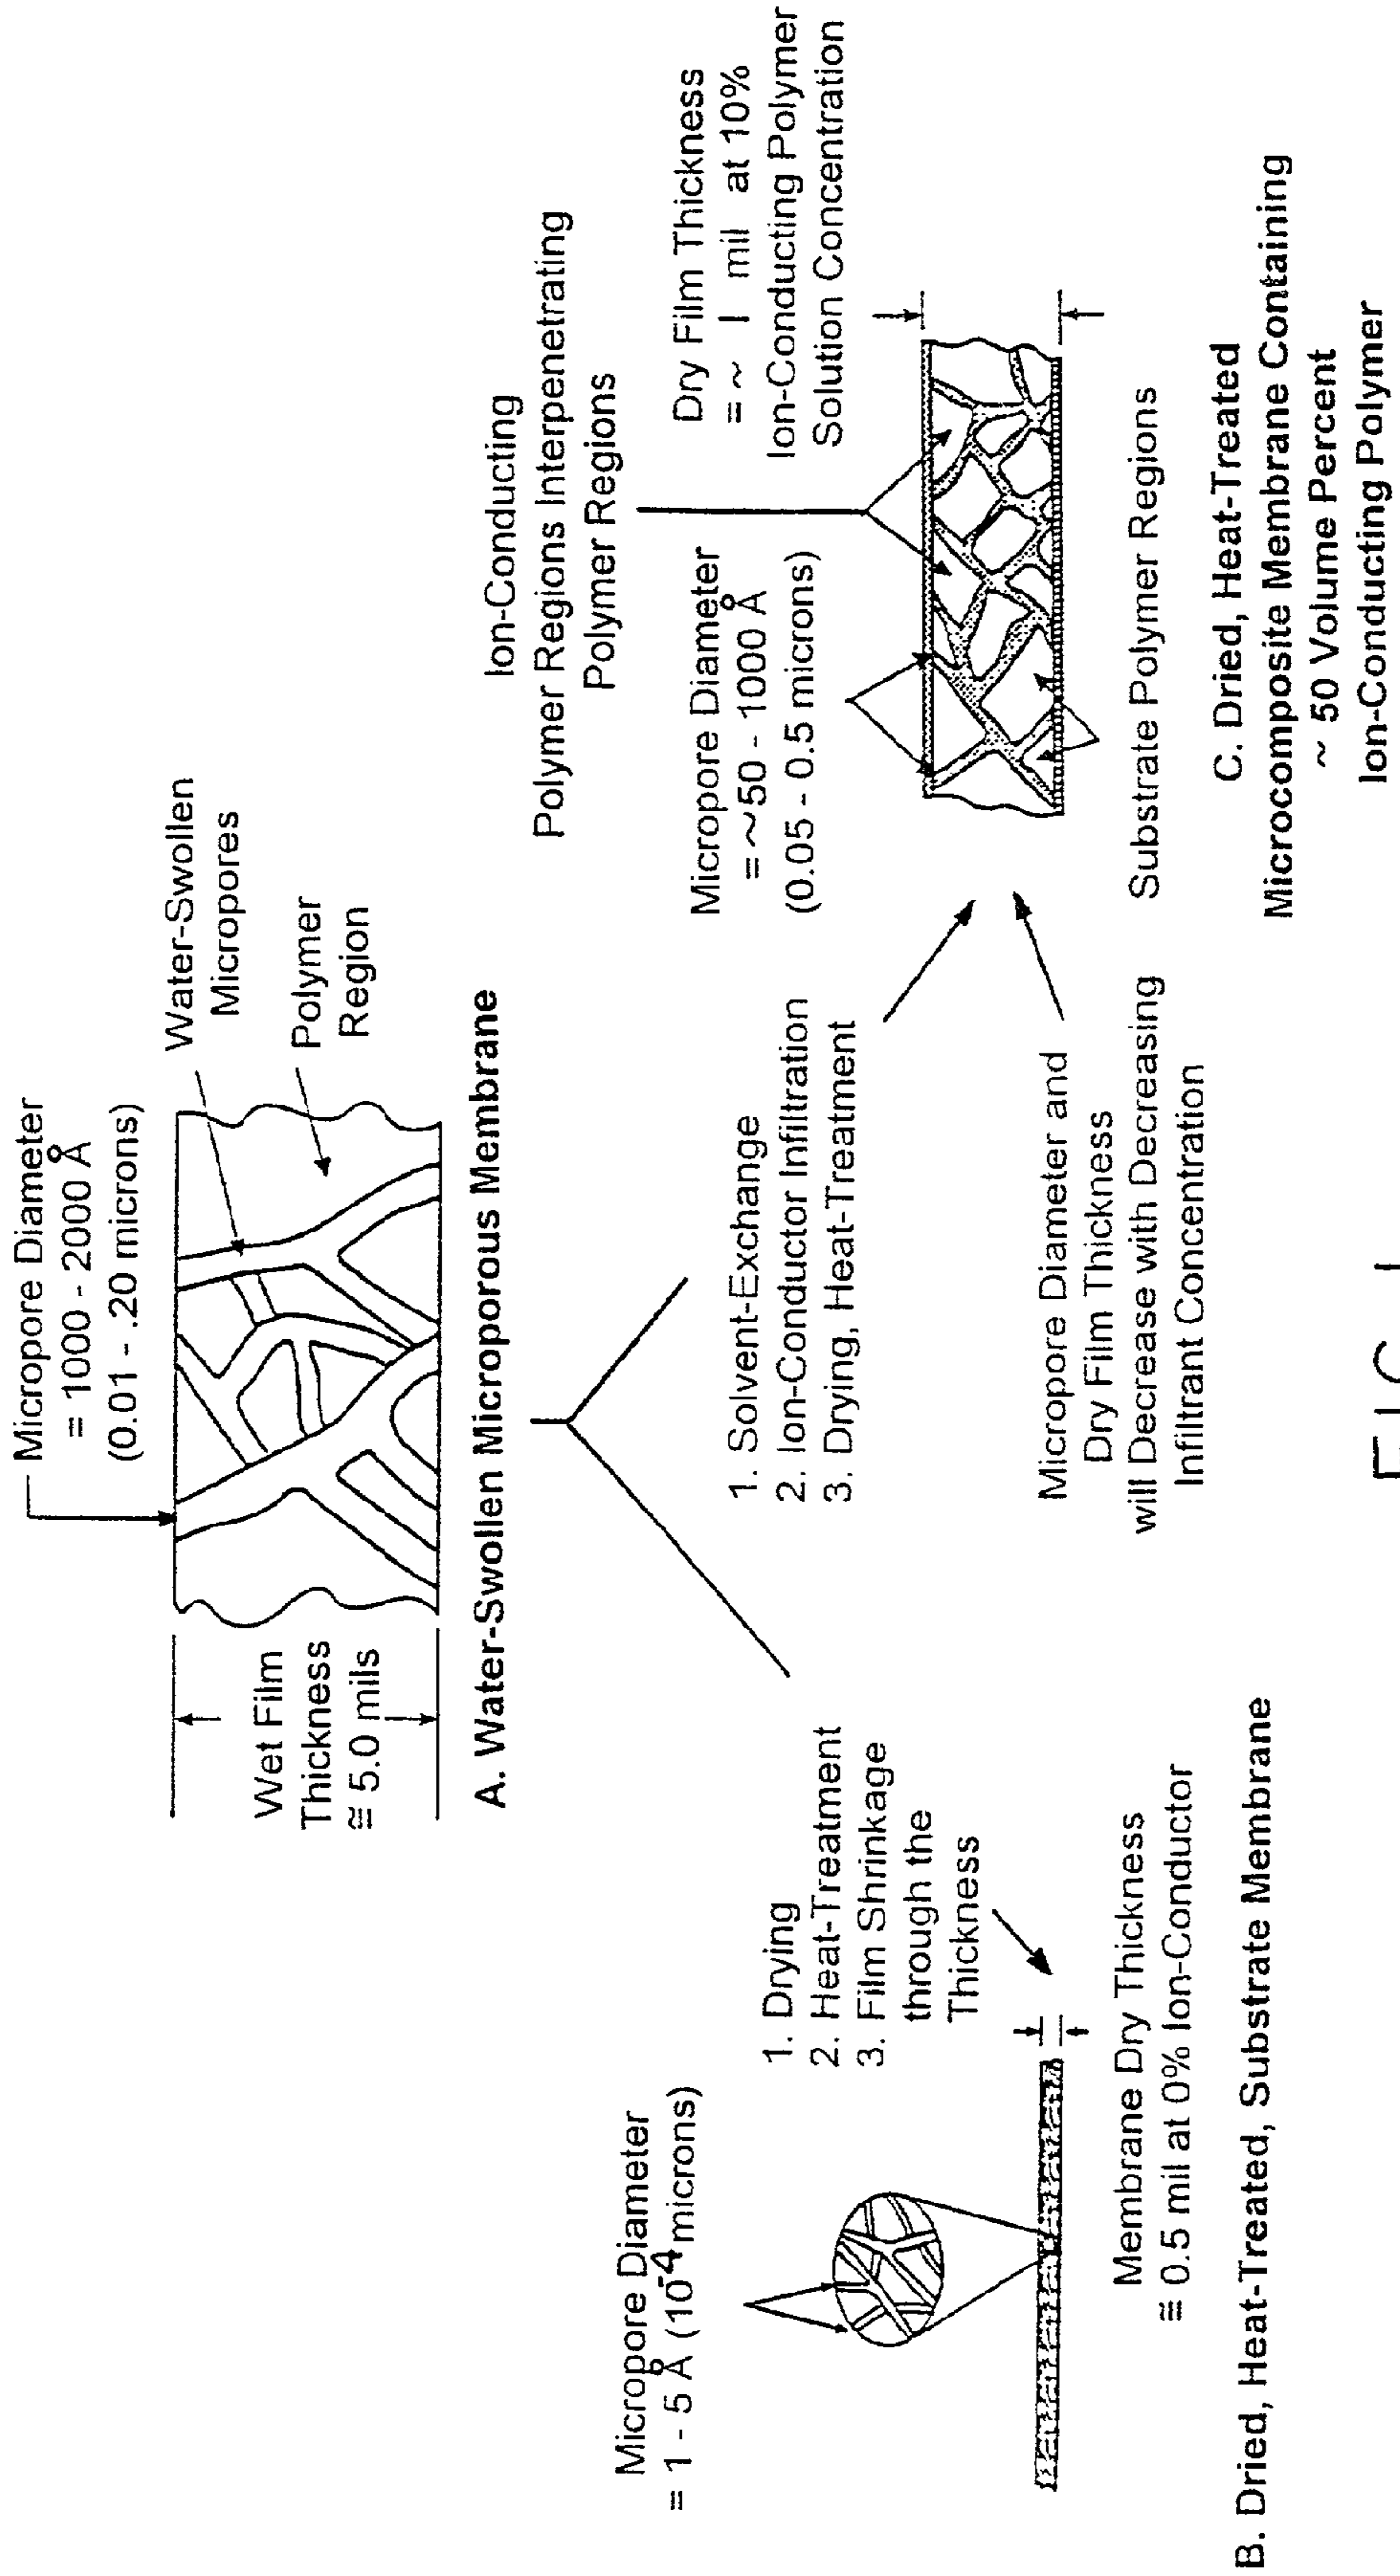 Micropore Diameter
= 1000 - 2000 Å
(0.01 - .20 microns)
Water-Swollen
Micropores
Polymer
Region
Wet Film
Thickness
≅ 5.0 mils
A. Water-Swollen Microporous Membrane
Micropore Diameter
= 1 - 5 Å (10⁻⁴ microns)
1. Drying
2. Heat-Treatment
3. Film Shrinkage
through the
Thickness
Membrane Dry Thickness
≅ 0.5 mil at 0% Ion-Conductor
B. Dried, Heat-Treated, Substrate Membrane
1. Solvent-Exchange
2. Ion-Conductor Infiltration
3. Drying, Heat-Treatment
Micropore Diameter and
Dry Film Thickness
will Decrease with Decreasing
Infiltrant Concentration
Ion-Conducting
Polymer Regions Interpenetrating
Polymer Regions
Micropore Diameter
= ~50 - 1000 Å
(0.05 - 0.5 microns)
Dry Film Thickness
= ~ 1 mil at 10%
Ion-Conducting Polymer
Solution Concentration
Substrate Polymer Regions
C. Dried, Heat-Treated
Microcomposite Membrane Containing
~ 50 Volume Percent
Ion-Conducting Polymer